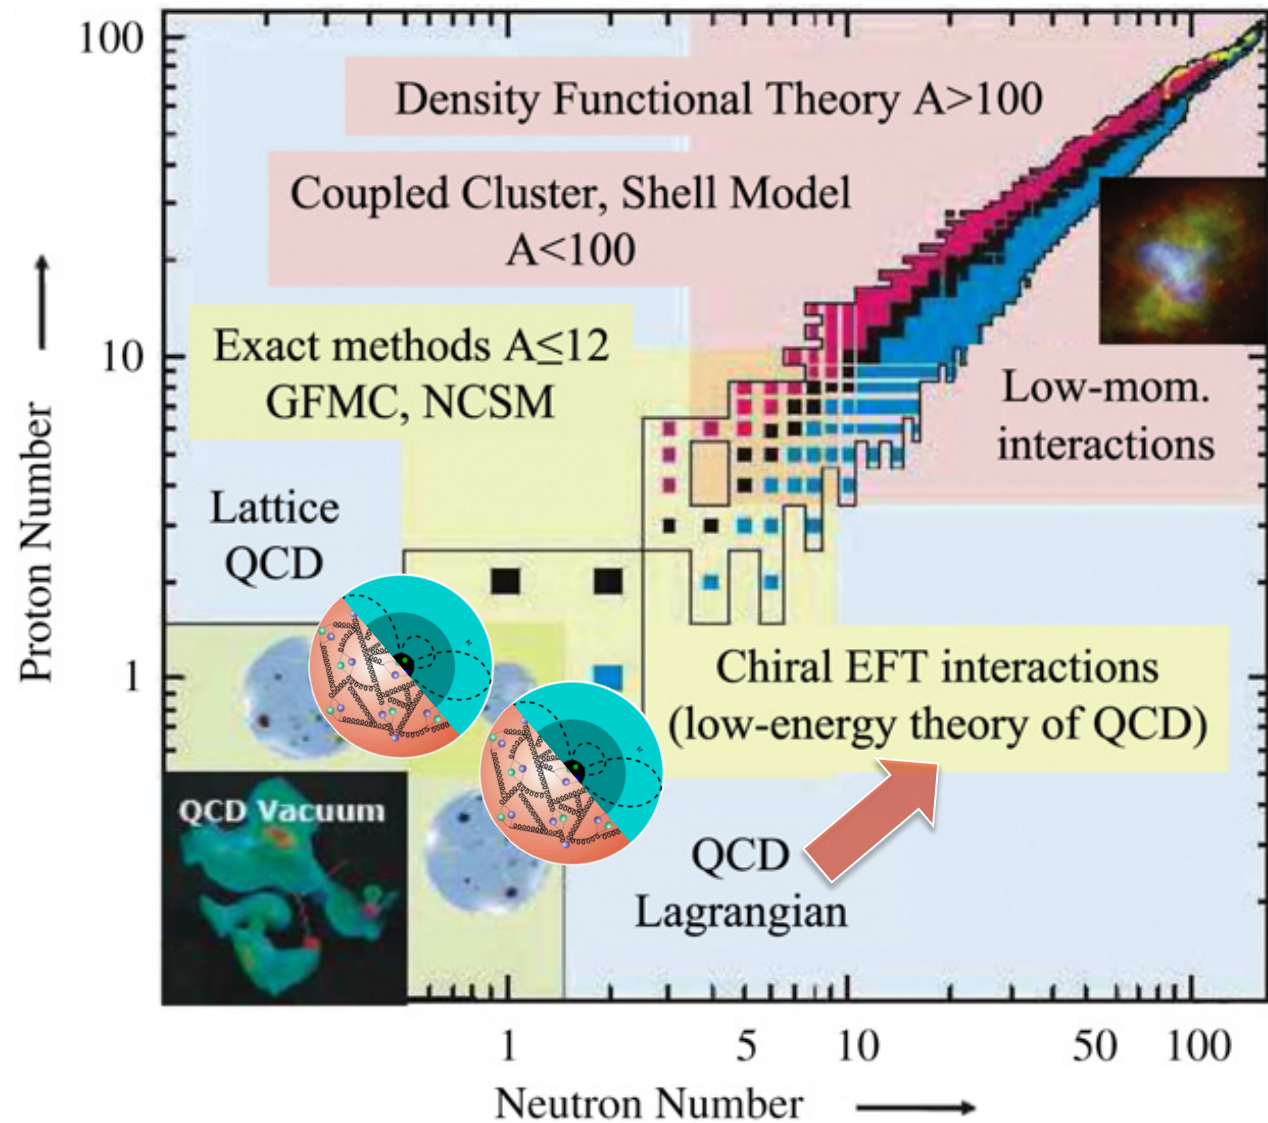 100
Density Functional Theory A>100
Coupled Cluster, Shell Model
A<100
Exact methods A≤12
GFMC, NCSM
10
Low-mom.
interactions
Lattice
QCD
Proton Number
1
Chiral EFT interactions
(low-energy theory of QCD)
QCD Vacuum
QCD
Lagrangian
1
5
10
50
100
Neutron Number